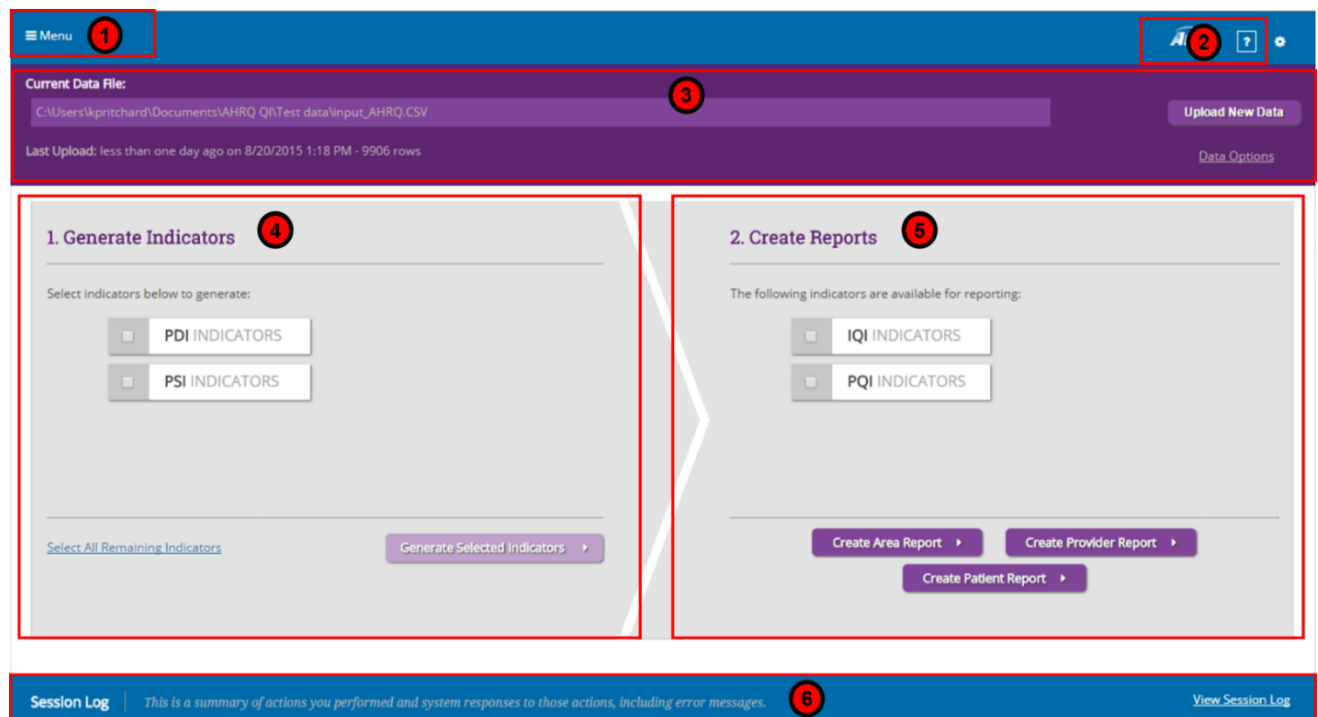 Menu
1
2
?
Current Data File:
3
C:\Users\kpritchard\Documents\AHRQ QI\Test data\input_AHRQ.CSV
Upload New Data
Last Upload: less than one day ago on 8/20/2015 1:18 PM - 9906 rows
Data Options
1. Generate Indicators
4
Select indicators below to generate:
PDI INDICATORS
PSI INDICATORS
Select All Remaining Indicators
Generate Selected Indicators
2. Create Reports
5
The following indicators are available for reporting:
IQI INDICATORS
PQI INDICATORS
Create Area Report
Create Provider Report
Create Patient Report
Session Log
This is a summary of actions you performed and system responses to those actions, including error messages.
6
View Session Log